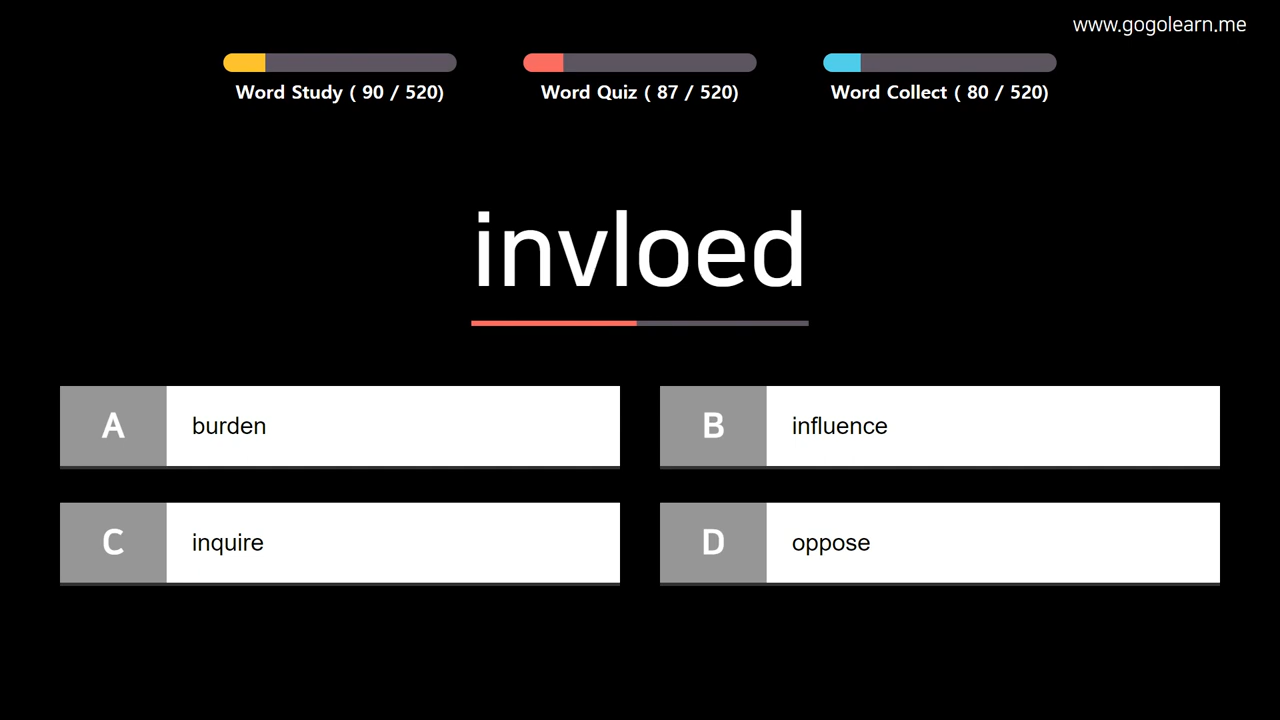 www.gogolearn.me
Word Study ( 90 / 520)
Word Quiz ( 87 / 520)
Word Collect ( 80 / 520)
invloed
A burden
B influence
C inquire
D oppose